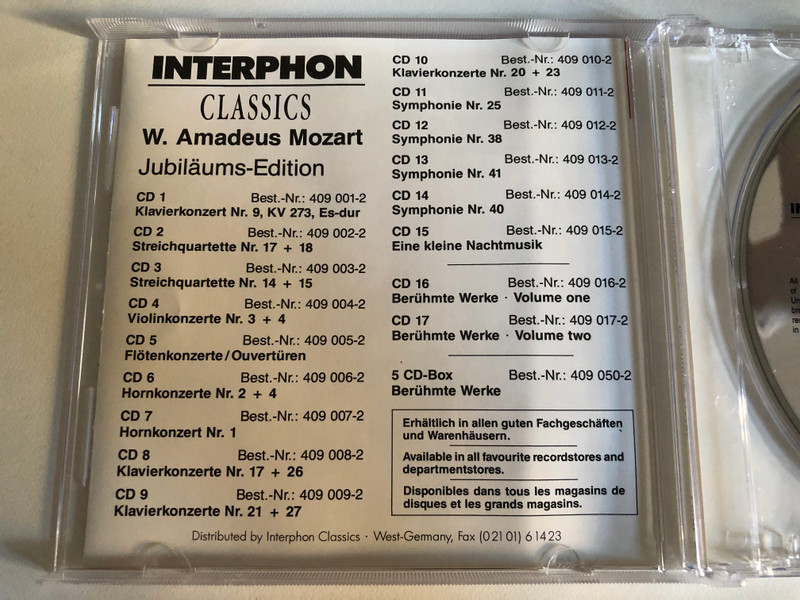 INTERPHON
CLASSICS
W. Amadeus Mozart
Jubiläums-Edition
CD 1 Best.-Nr.: 409 001-2
Klavierkonzert Nr. 9, KV 273, Es-dur
CD 2 Best.-Nr.: 409 002-2
Streichquartette Nr. 17 + 18
CD 3 Best.-Nr.: 409 003-2
Streichquartette Nr. 14 + 15
CD 4 Best.-Nr.: 409 004-2
Violinkonzerte Nr. 3 + 4
CD 5 Best.-Nr.: 409 005-2
Flötenkonzerte/Ouvertüren
CD 6 Best.-Nr.: 409 006-2
Hornkonzerte Nr. 2 + 4
CD 7 Best.-Nr.: 409 007-2
Hornkonzert Nr. 1
CD 8 Best.-Nr.: 409 008-2
Klavierkonzerte Nr. 17 + 26
CD 9 Best.-Nr.: 409 009-2
Klavierkonzerte Nr. 21 + 27
CD 10 Best.-Nr.: 409 010-2
Klavierkonzerte Nr. 20 + 23
CD 11 Best.-Nr.: 409 011-2
Symphonie Nr. 25
CD 12 Best.-Nr.: 409 012-2
Symphonie Nr. 38
CD 13 Best.-Nr.: 409 013-2
Symphonie Nr. 41
CD 14 Best.-Nr.: 409 014-2
Symphonie Nr. 40
CD 15 Best.-Nr.: 409 015-2
Eine kleine Nachtmusik
CD 16 Best.-Nr.: 409 016-2
Berühmte Werke · Volume one
CD 17 Best.-Nr.: 409 017-2
Berühmte Werke · Volume two
5 CD-Box Best.-Nr.: 409 050-2
Berühmte Werke
Erhältlich in allen guten Fachgeschäften
und Warenhäusern.
Available in all favourite recordstores and
departmentstores.
Disponibles dans tous les magasins de
disques et les grands magasins.
Distributed by Interphon Classics · West-Germany, Fax (0 21 01) 6 14 23